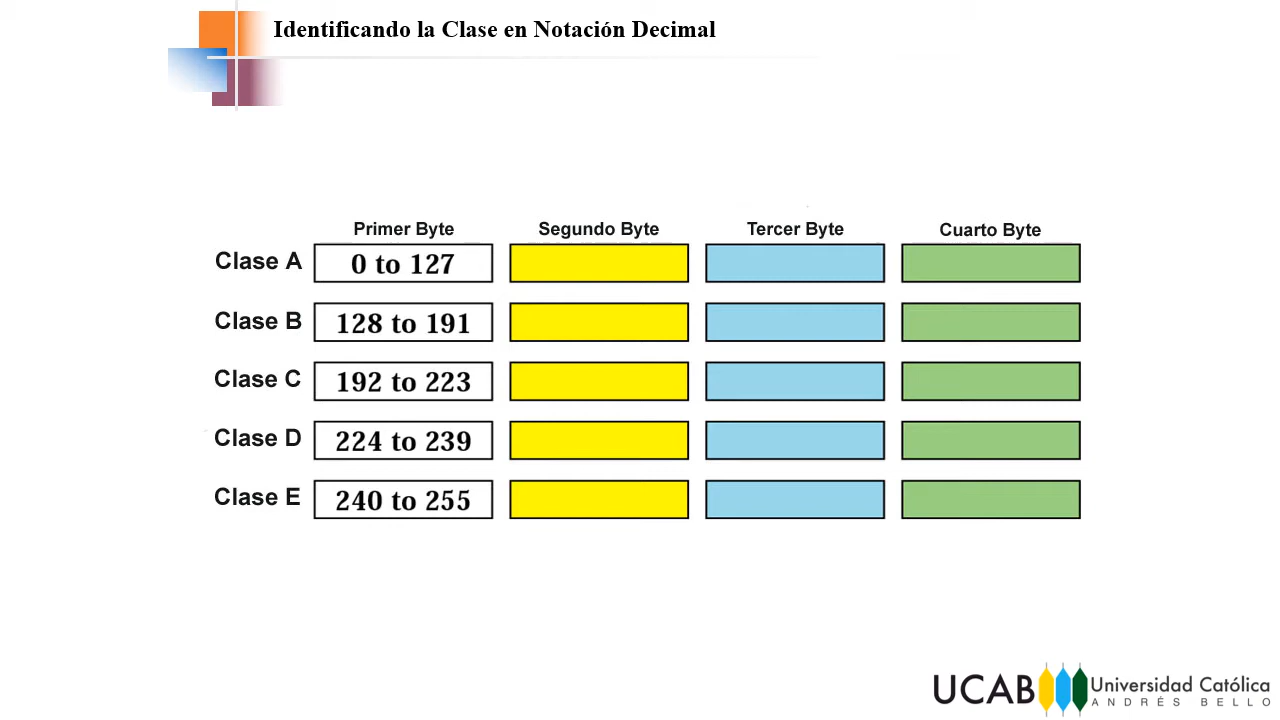 Identificando la Clase en Notación Decimal
Primer Byte Segundo Byte Tercer Byte Cuarto Byte
Clase A 0 to 127
Clase B 128 to 191
Clase C 192 to 223
Clase D 224 to 239
Clase E 240 to 255
UCAB Universidad Católica
ANDRÉS BELLO